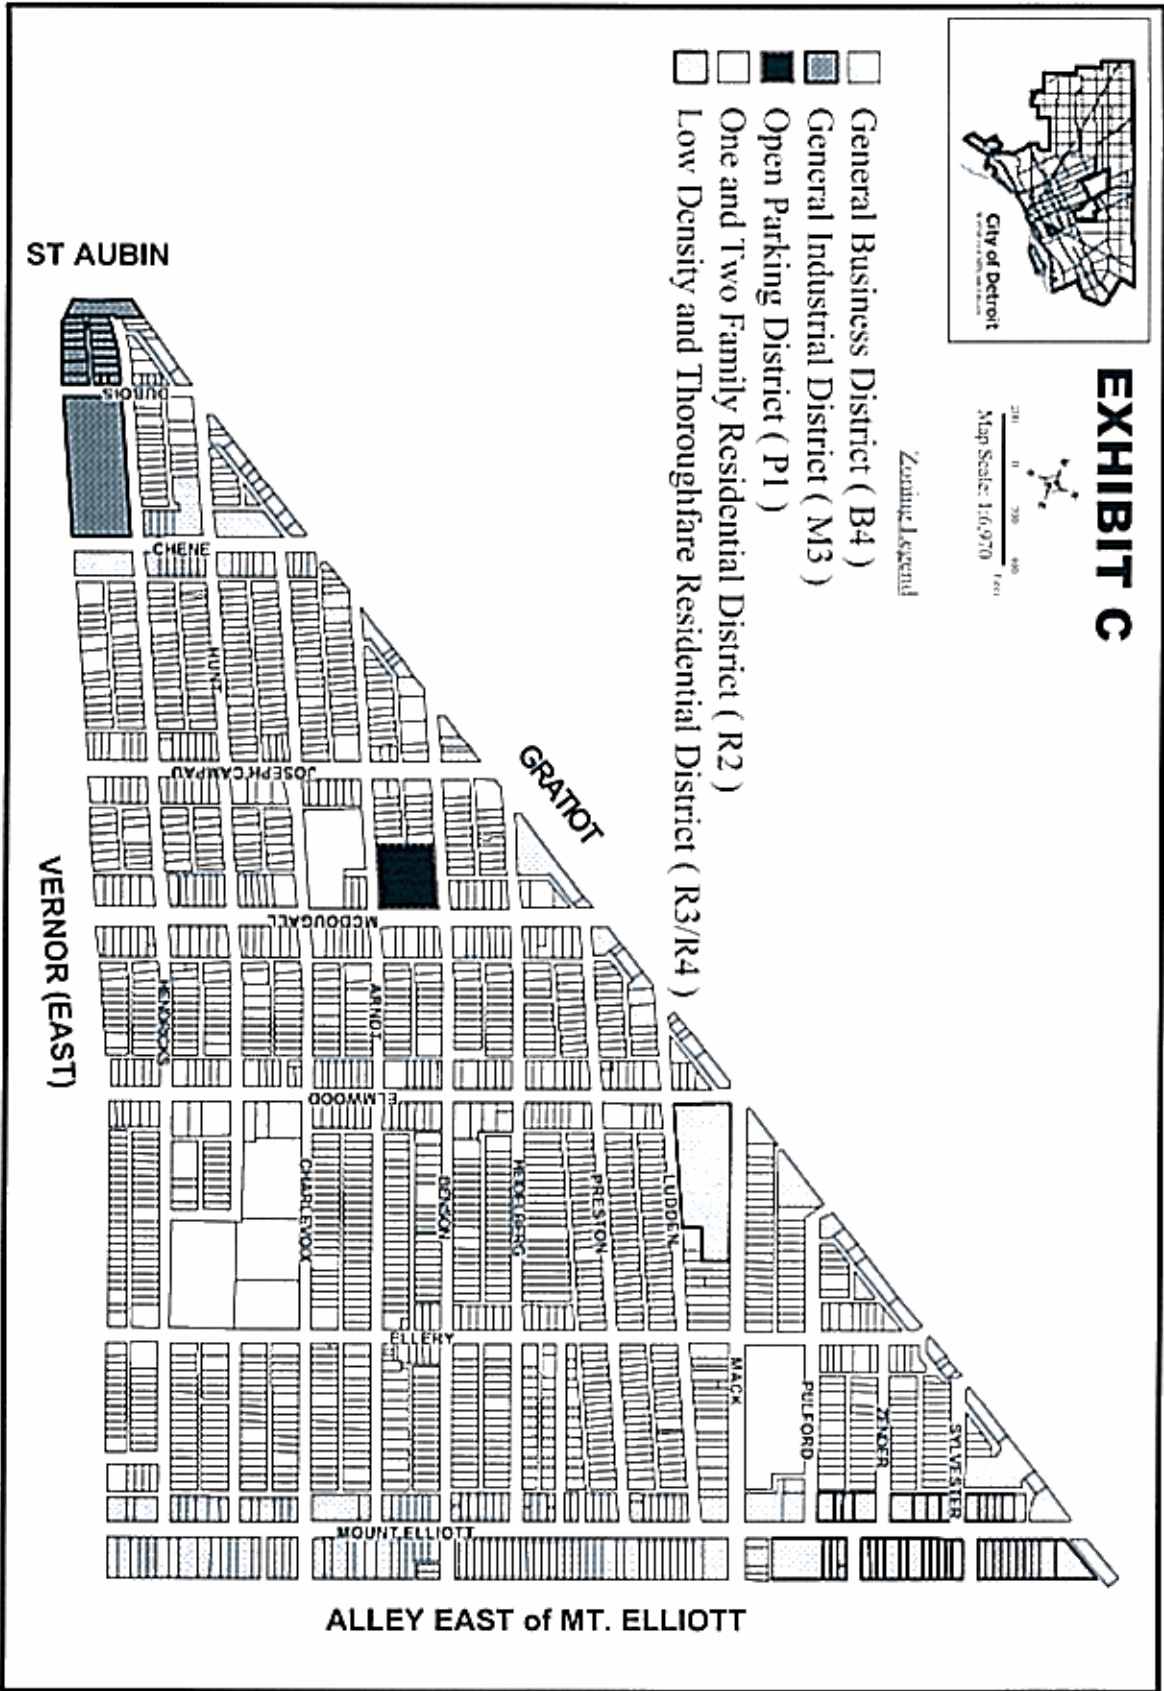 EXHIBIT C
City of Detroit
Map Scale: 1:6,970
Feet
Zoning Legend
General Business District ( B4 )
General Industrial District ( M3 )
Open Parking District ( P1 )
One and Two Family Residential District ( R2 )
Low Density and Thoroughfare Residential District ( R3/R4 )
ST AUBIN
GRATIOT
VERNOR (EAST)
ALLEY EAST of MT. ELLIOTT
DUBOIS
CHENE
HUNT
JOSEPH CAMPAU
MCDOUGALL
HENDRICKS
ARNDT
ELMWOOD
CHARLEVOIX
BENSON
HEIDELBERG
PRESTON
LUDDEN
ELLERY
MACK
PULFORD
ZENDER
SYLVESTER
MOUNT ELLIOTT